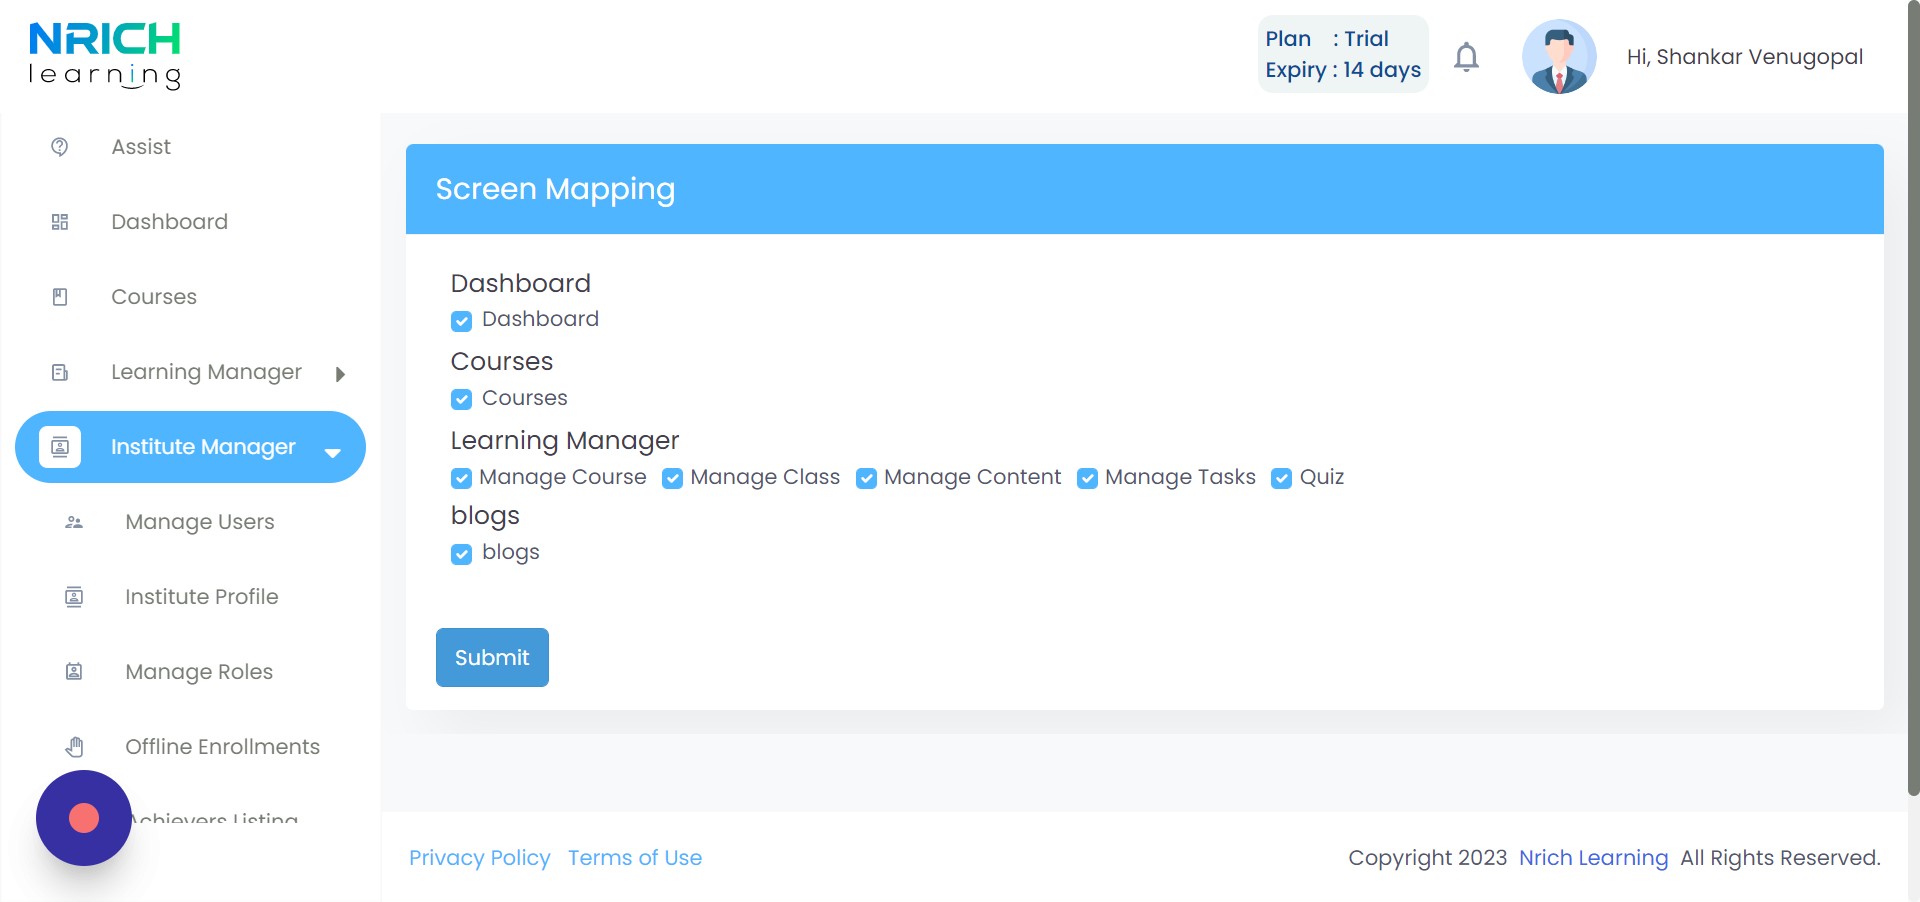 NRICH
learning
Plan : Trial
Expiry : 14 days
Hi, Shankar Venugopal
Assist
Dashboard
Courses
Learning Manager
Institute Manager
Manage Users
Institute Profile
Manage Roles
Offline Enrollments
Achievers Listing
Screen Mapping
Dashboard
Dashboard
Courses
Courses
Learning Manager
Manage Course Manage Class Manage Content Manage Tasks Quiz
blogs
blogs
Submit
Privacy Policy Terms of Use
Copyright 2023 Nrich Learning All Rights Reserved.